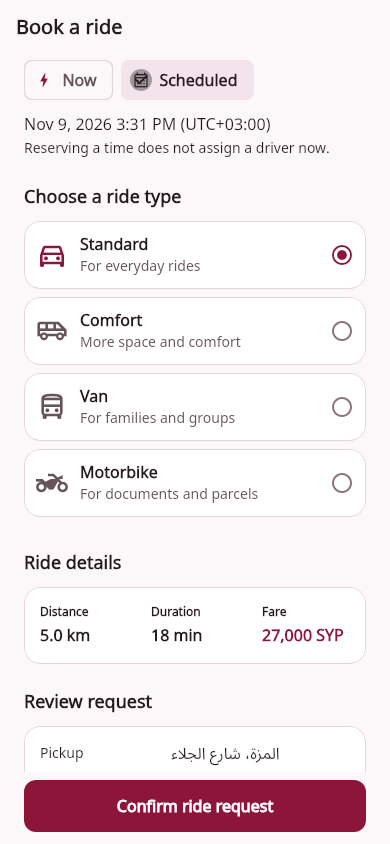 Book a ride
Now
Scheduled
Nov 9, 2026 3:31 PM (UTC+03:00)
Reserving a time does not assign a driver now.
Choose a ride type
Standard
For everyday rides
Comfort
More space and comfort
Van
For families and groups
Motorbike
For documents and parcels
Ride details
Distance
Duration
Fare
5.0 km
18 min
27,000 SYP
Review request
Pickup
المزة، شارع الجلاء
Confirm ride request